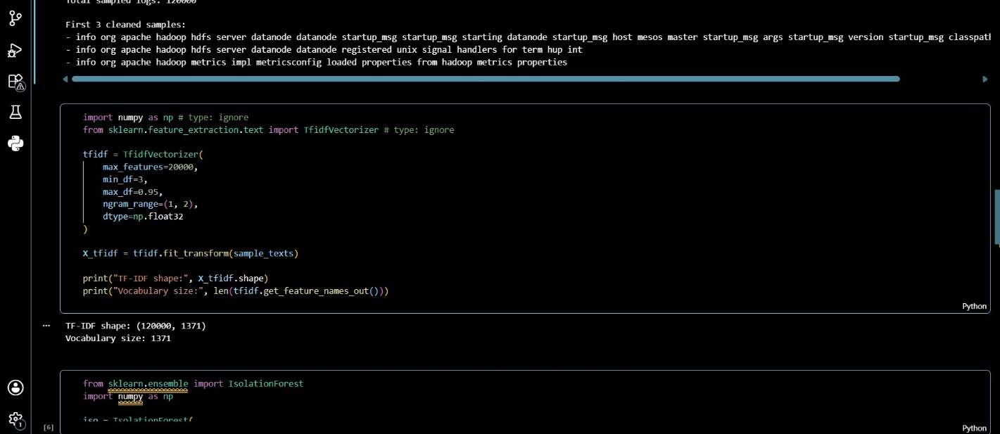 Total sampled logs: 120000
First 3 cleaned samples:
- info org apache hadoop hdfs server datanode datanode startup_msg startup_msg starting datanode startup_msg host mesos master startup_msg args startup_msg version startup_msg classpath
- info org apache hadoop hdfs server datanode datanode registered unix signal handlers for term hup int
- info org apache hadoop metrics impl metricsconfig loaded properties from hadoop metrics properties
import numpy as np # type: ignore
from sklearn.feature_extraction.text import TfidfVectorizer # type: ignore
tfidf = TfidfVectorizer(
    max_features=20000,
    min_df=3,
    max_df=0.95,
    ngram_range=(1, 2),
    dtype=np.float32
)
X_tfidf = tfidf.fit_transform(sample_texts)
print("TF-IDF shape:", X_tfidf.shape)
print("Vocabulary size:", len(tfidf.get_feature_names_out()))
Python
... TF-IDF shape: (120000, 1371)
Vocabulary size: 1371
from sklearn.ensemble import IsolationForest
import numpy as np
iso = IsolationForest(
1
[6]
Python